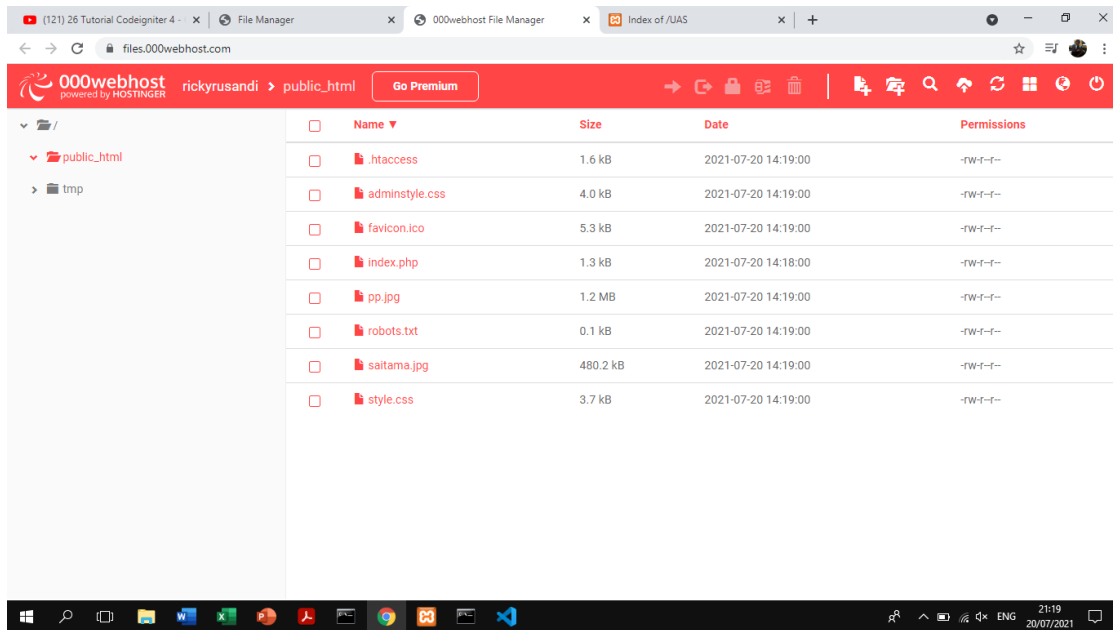 (121) 26 Tutorial Codeigniter 4 -
File Manager
000webhost File Manager
Index of /UAS
files.000webhost.com
000webhost
powered by HOSTINGER
rickyrusandi > public_html
Go Premium
/
public_html
tmp
Name ▼ Size Date Permissions
.htaccess 1.6 kB 2021-07-20 14:19:00 -rw-r--r--
adminstyle.css 4.0 kB 2021-07-20 14:19:00 -rw-r--r--
favicon.ico 5.3 kB 2021-07-20 14:19:00 -rw-r--r--
index.php 1.3 kB 2021-07-20 14:18:00 -rw-r--r--
pp.jpg 1.2 MB 2021-07-20 14:19:00 -rw-r--r--
robots.txt 0.1 kB 2021-07-20 14:19:00 -rw-r--r--
saitama.jpg 480.2 kB 2021-07-20 14:19:00 -rw-r--r--
style.css 3.7 kB 2021-07-20 14:19:00 -rw-r--r--
ENG
21:19
20/07/2021